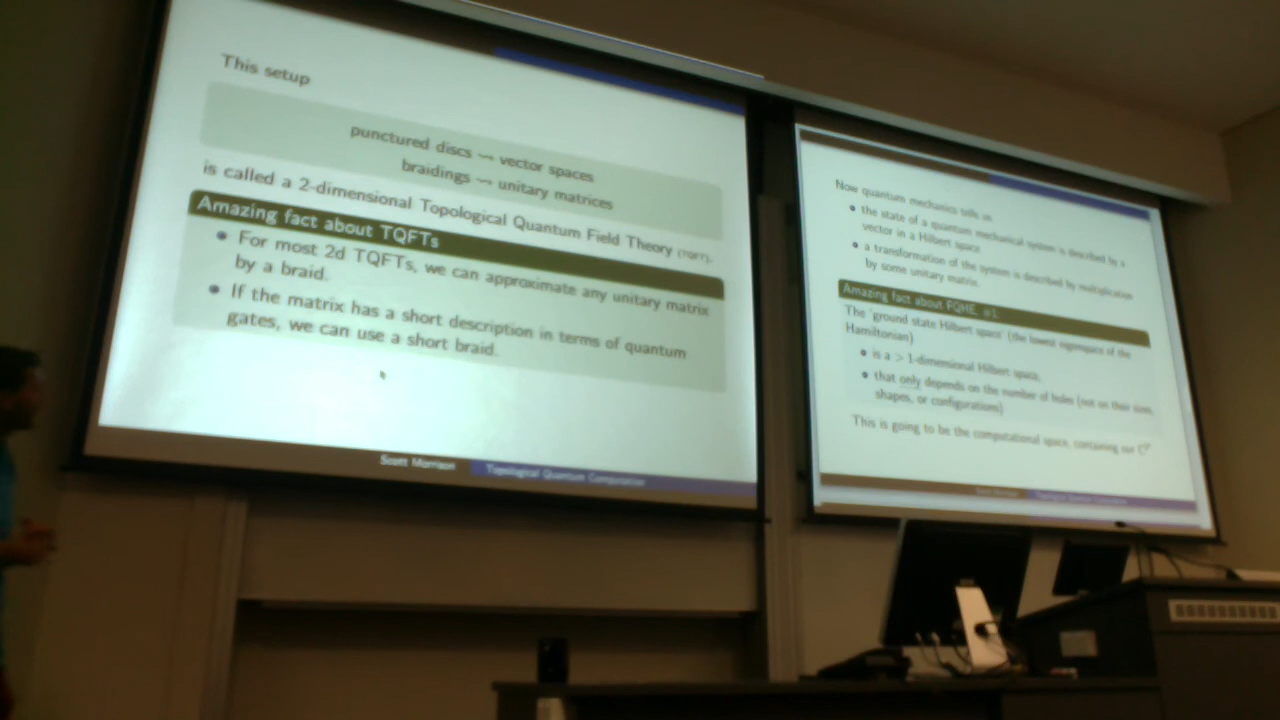 This setup
punctured discs ⇝ vector spaces
braidings ⇝ unitary matrices
is called a 2-dimensional Topological Quantum Field Theory (TQFT).
Amazing fact about TQFTs
• For most 2d TQFTs, we can approximate any unitary matrix
by a braid.
• If the matrix has a short description in terms of quantum
gates, we can use a short braid.
Scott Morrison Topological Quantum Computation
Now quantum mechanics tells us
• the state of a quantum mechanical system is described by a
vector in a Hilbert space
• a transformation of the system is described by multiplication
by some unitary matrix.
Amazing fact about FQHE, #1:
The 'ground state Hilbert space' (the lowest eigenspace of the
Hamiltonian)
• is a > 1-dimensional Hilbert space,
• that only depends on the number of holes (not on their sizes,
shapes, or configurations)
This is going to be the computational space, containing our
Scott Morrison Topological Quantum Computation